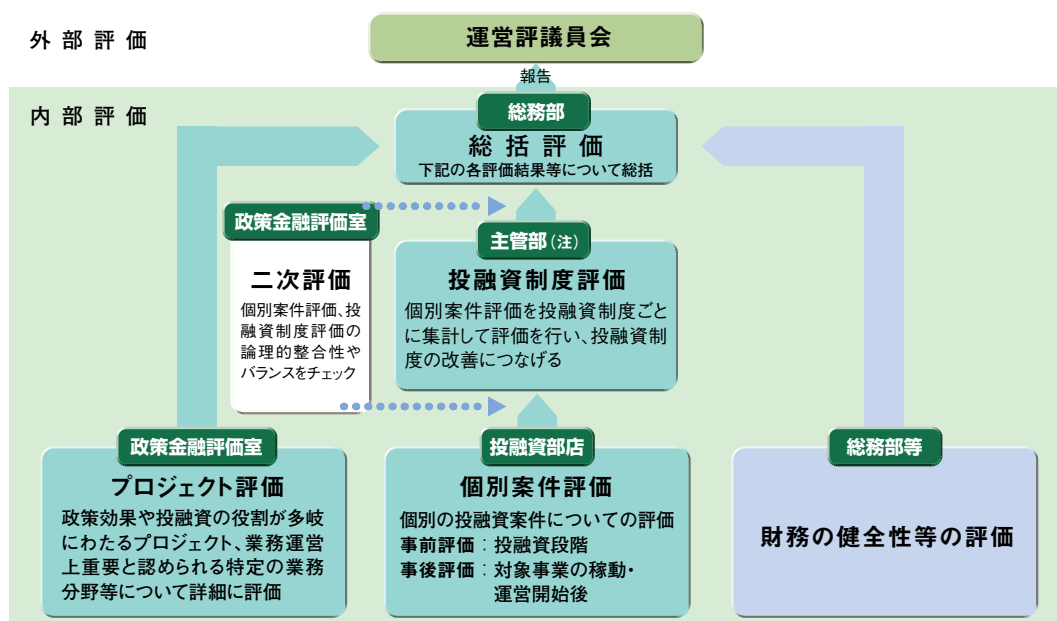 外部評価
運営評議員会
報告
内部評価
総務部
総括評価
下記の各評価結果等について総括
政策金融評価室
二次評価
個別案件評価、投
融資制度評価の
論理的整合性や
バランスをチェック
主管部（注）
投融資制度評価
個別案件評価を投融資制度ごと
に集計して評価を行い、投融資制
度の改善につなげる
政策金融評価室
プロジェクト評価
政策効果や投融資の役割が多岐
にわたるプロジェクト、業務運営
上重要と認められる特定の業務
分野等について詳細に評価
投融資部店
個別案件評価
個別の投融資案件についての評価
事前評価：投融資段階
事後評価：対象事業の稼動・
運営開始後
総務部等
財務の健全性等の評価